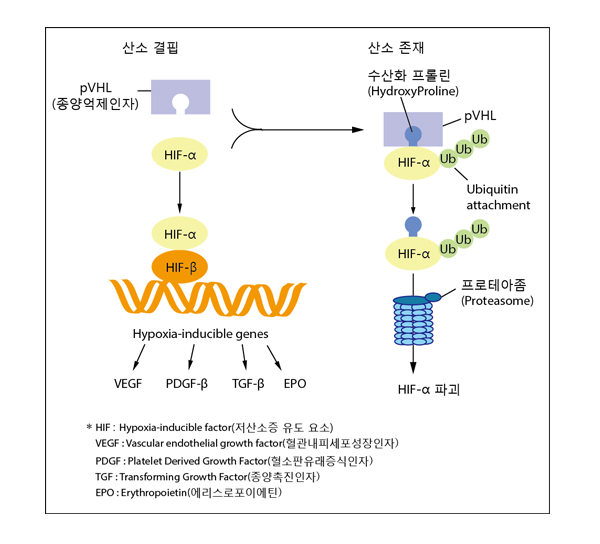 산소 결핍
산소 존재
pVHL
(종양억제인자)
수산화 프롤린
(HydroxyProline)
pVHL
HIF-α
HIF-α
Ub Ub Ub
Ubiquitin
attachment
HIF-α
HIF-β
HIF-α
Ub Ub Ub
프로테아좀
(Proteasome)
Hypoxia-inducible genes
VEGF PDGF-β TGF-β EPO
HIF-α 파괴
* HIF : Hypoxia-inducible factor(저산소증 유도 요소)
VEGF : Vascular endothelial growth factor(혈관내피세포성장인자)
PDGF : Platelet Derived Growth Factor(혈소판유래증식인자)
TGF : Transforming Growth Factor(종양촉진인자)
EPO : Erythropoietin(에리스로포이에틴)